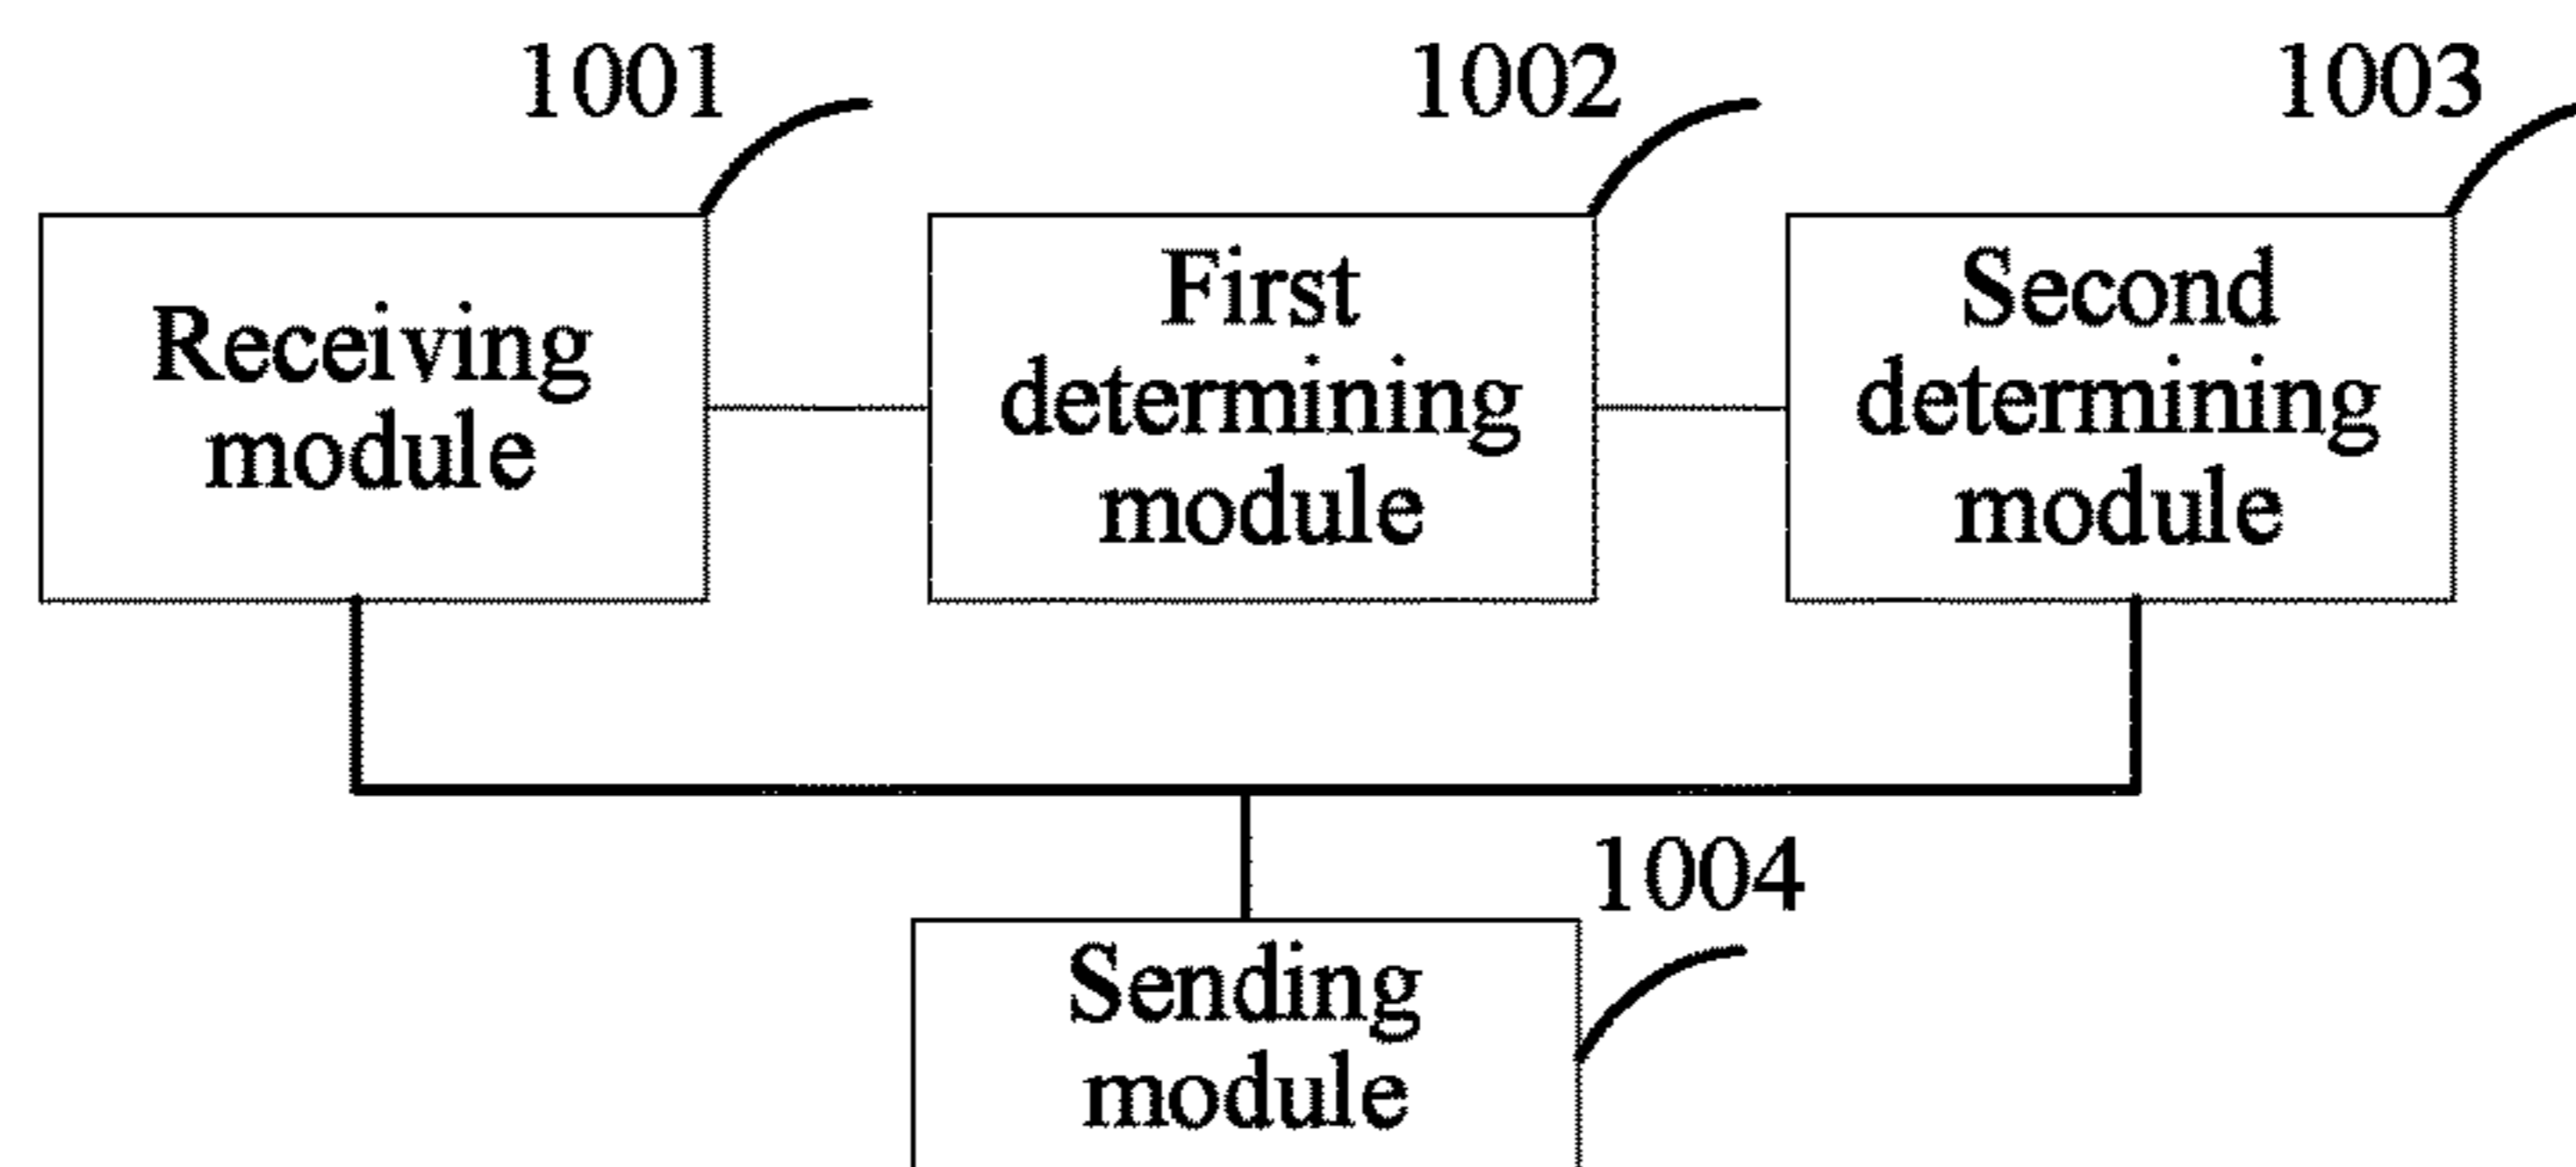 1001
1002
1003
Receiving
module
First
determining
module
Second
determining
module
1004
Sending
module